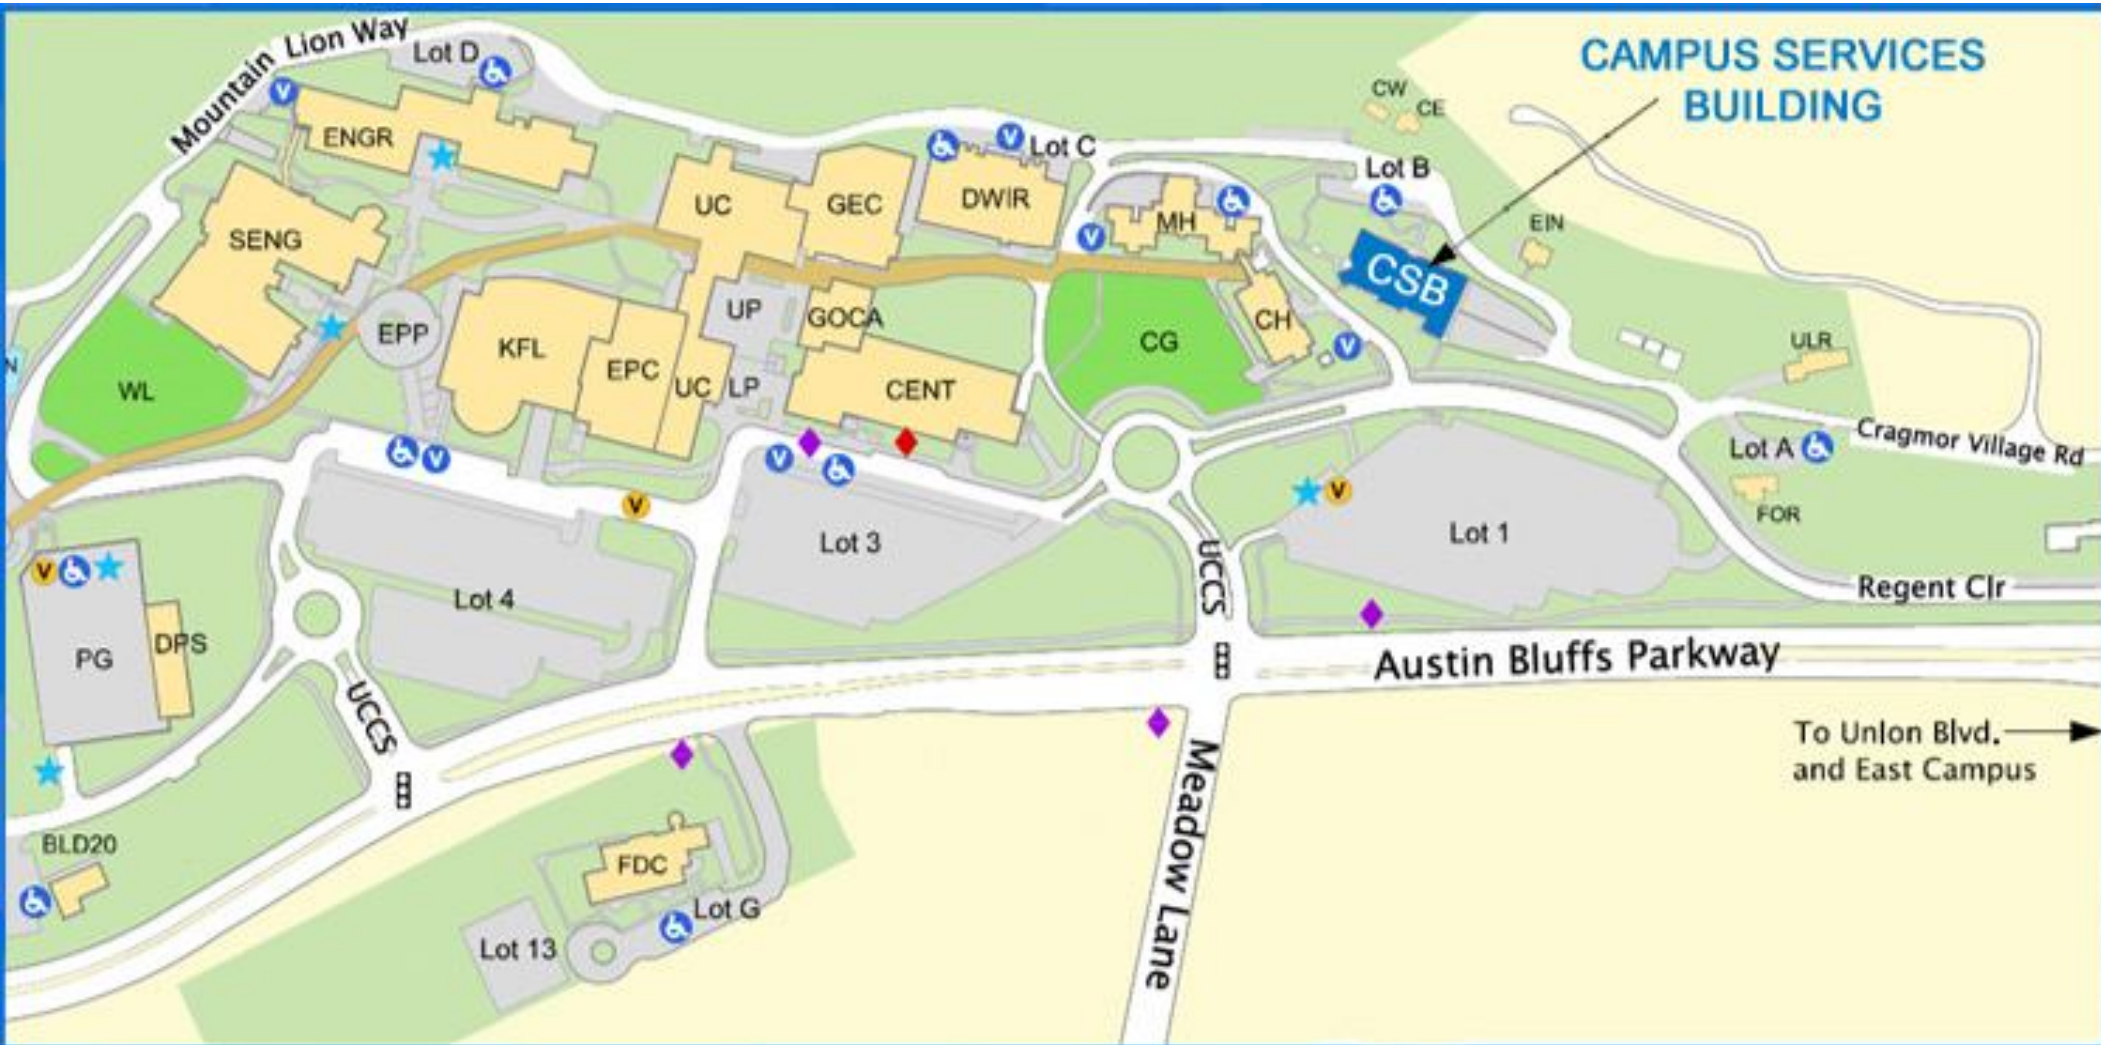 Mountain Lion Way
Lot D
CAMPUS SERVICES
BUILDING
V
CW
CE
ENGR
V
Lot C
Lot B
UC
GEC
DWIR
MH
V
EIN
SENG
CSB
UP
GOCA
CH
EPP
KFL
CG
V
ULR
N
EPC
UC
LP
CENT
WL
Cragmor Village Rd
Lot A
V
V
V
V
FOR
Lot 3
Lot 1
UCCS
V
Lot 4
Regent Clr
DPS
PG
Austin Bluffs Parkway
UCCS
To Union Blvd.
and East Campus
Meadow Lane
BLD20
FDC
Lot G
Lot 13